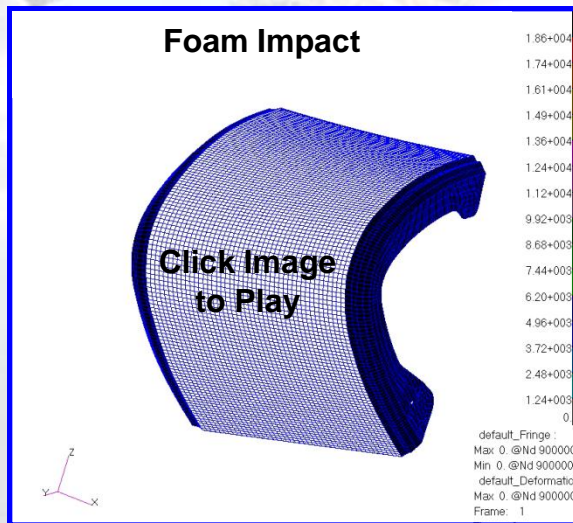 Foam Impact
1.86+004
1.74+004
1.61+004
1.49+004
1.36+004
1.24+004
1.12+004
9.92+003
8.68+003
7.44+003
6.20+003
4.96+003
3.72+003
2.48+003
1.24+003
0.
Click Image
to Play
default_Fringe :
Max 0. @Nd 900000
Min 0. @Nd 900000
default_Deformatio
Max 0. @Nd 900000
Frame: 1
Z
Y
X